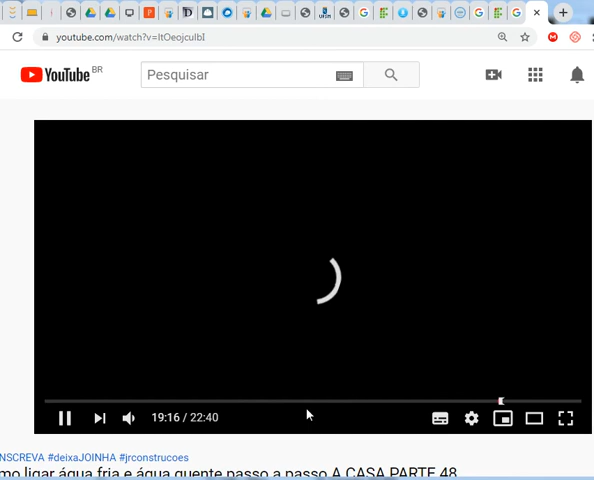 youtube.com/watch?v=ltOeojcuIbI
YouTube BR
Pesquisar
19:16 / 22:40
NSCREVA #deixaJOINHA #jrconstrucoes
mo ligar água fria e água quente passo a passo A CASA PARTE 48